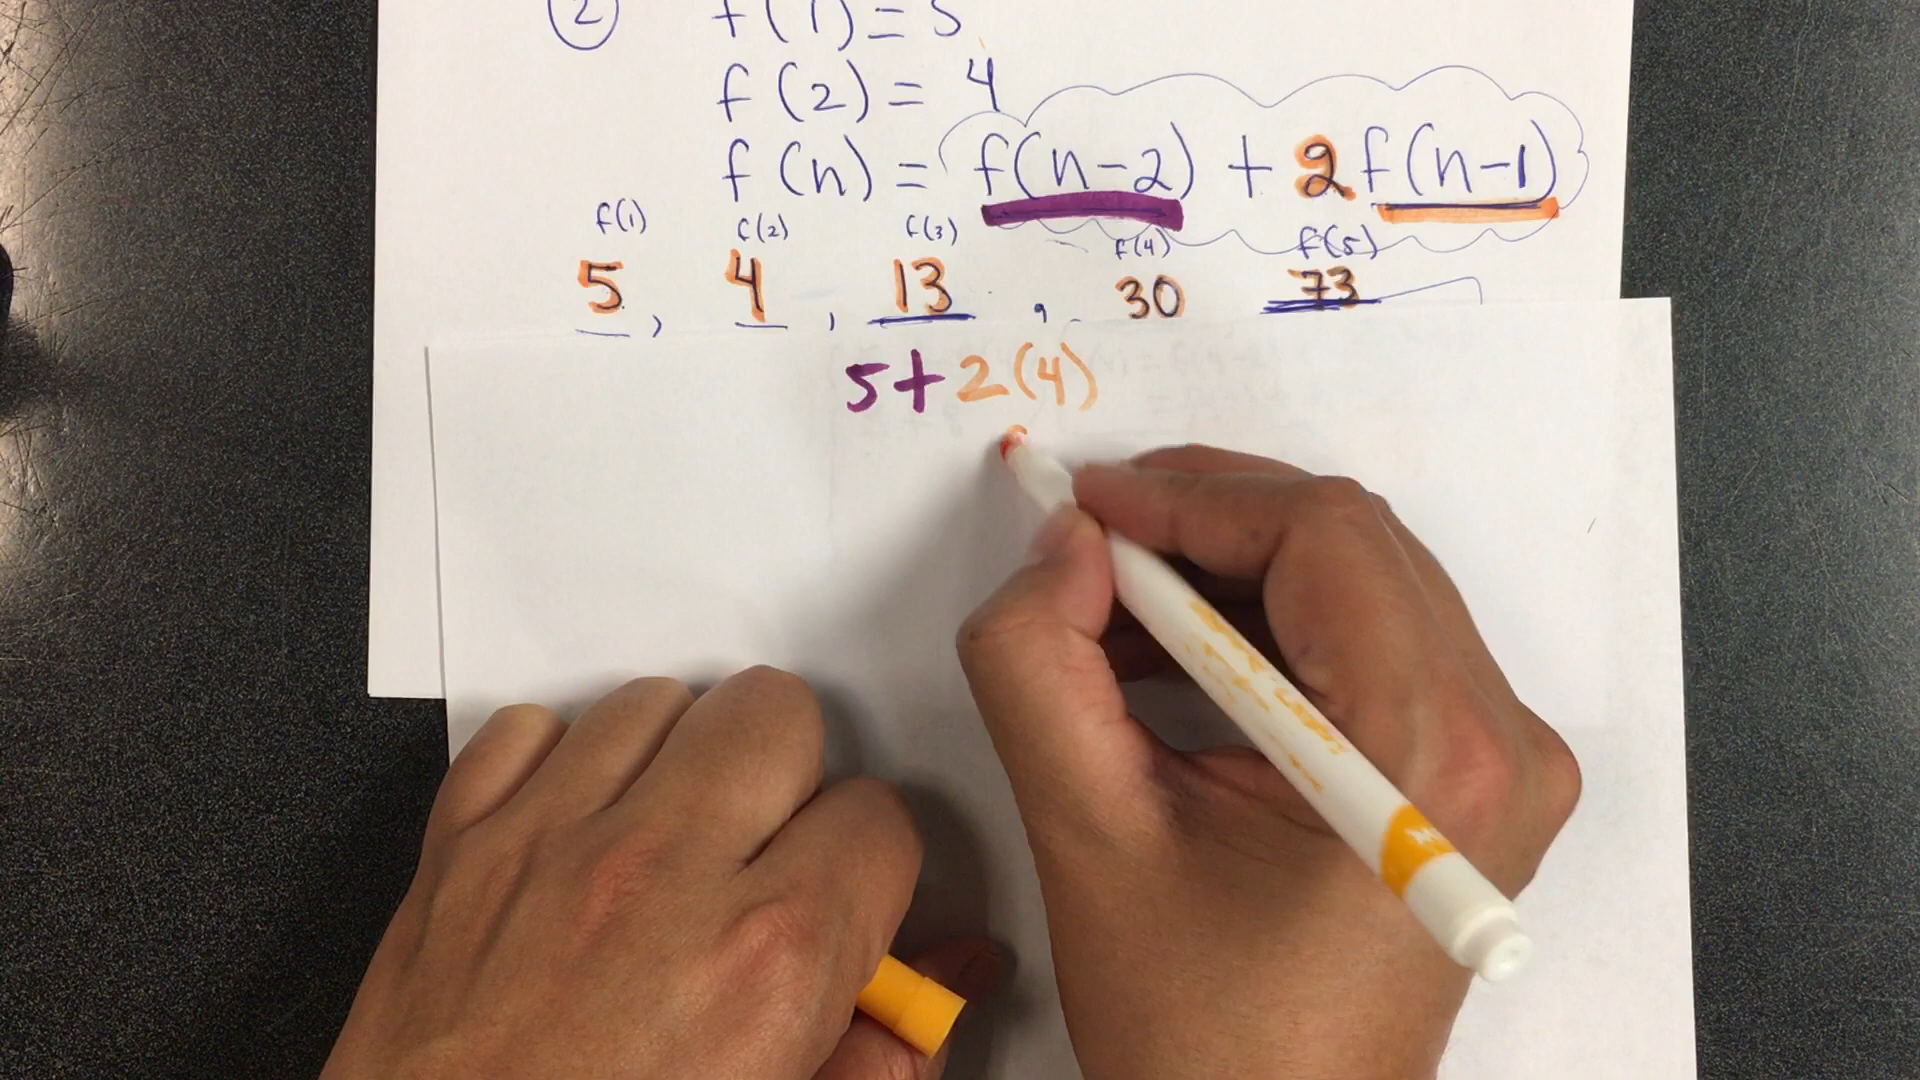 ② f(1) = 5
f(2) = 4
f(n) = f(n-2) + 2f(n-1)
f(1) f(2) f(3) f(4) f(5)
5, 4, 13, 30 73
5+2(4)